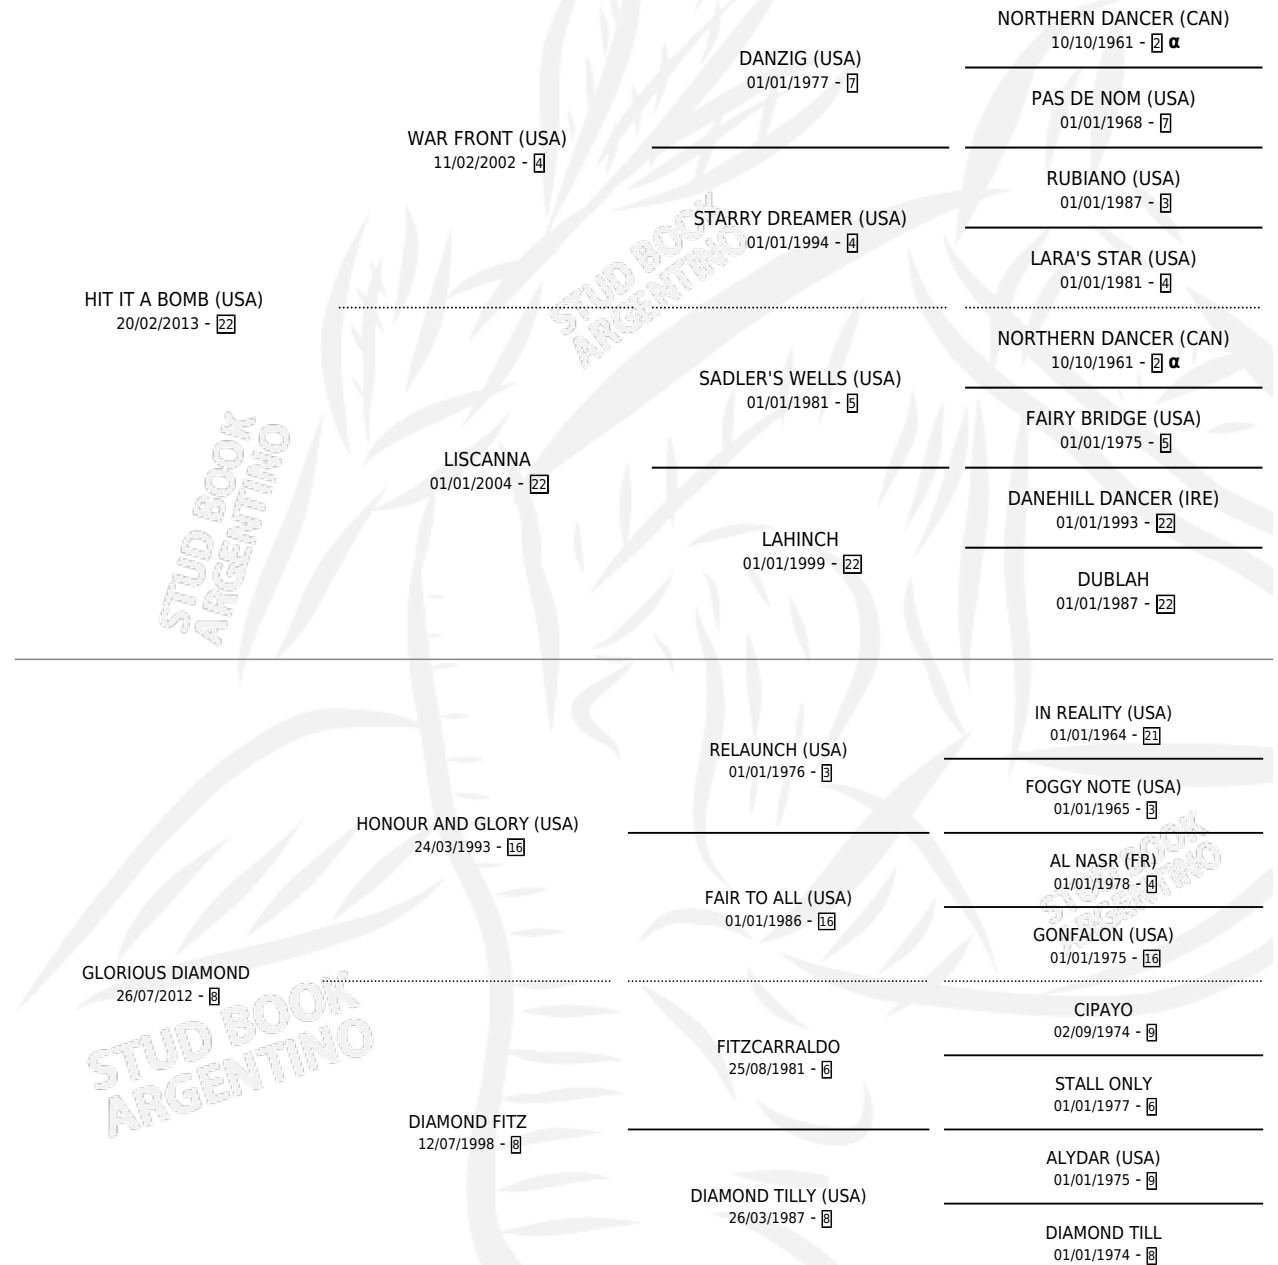 NORTHERN DANCER (CAN)
10/10/1961 - 2 α
DANZIG (USA)
01/01/1977 - 7
PAS DE NOM (USA)
01/01/1968 - 7
WAR FRONT (USA)
11/02/2002 - 4
RUBIANO (USA)
01/01/1987 - 3
STARRY DREAMER (USA)
01/01/1994 - 4
LARA'S STAR (USA)
01/01/1981 - 4
HIT IT A BOMB (USA)
20/02/2013 - 22
NORTHERN DANCER (CAN)
10/10/1961 - 2 α
SADLER'S WELLS (USA)
01/01/1981 - 5
FAIRY BRIDGE (USA)
01/01/1975 - 5
LISCANNA
01/01/2004 - 22
DANEHILL DANCER (IRE)
01/01/1993 - 22
LAHINCH
01/01/1999 - 22
DUBLAH
01/01/1987 - 22
IN REALITY (USA)
01/01/1964 - 21
RELAUNCH (USA)
01/01/1976 - 3
FOGGY NOTE (USA)
01/01/1965 - 3
HONOUR AND GLORY (USA)
24/03/1993 - 16
AL NASR (FR)
01/01/1978 - 4
FAIR TO ALL (USA)
01/01/1986 - 16
GONFALON (USA)
01/01/1975 - 16
GLORIOUS DIAMOND
26/07/2012 - 8
CIPAYO
02/09/1974 - 9
FITZCARRALDO
25/08/1981 - 6
STALL ONLY
01/01/1977 - 6
DIAMOND FITZ
12/07/1998 - 8
ALYDAR (USA)
01/01/1975 - 9
DIAMOND TILLY (USA)
26/03/1987 - 8
DIAMOND TILL
01/01/1974 - 8
STUD BOOK
ARGENTINO
STUD BOOK
ARGENTINO
STUD BOOK
ARGENTINO
STUD BOOK
ARGENTINO